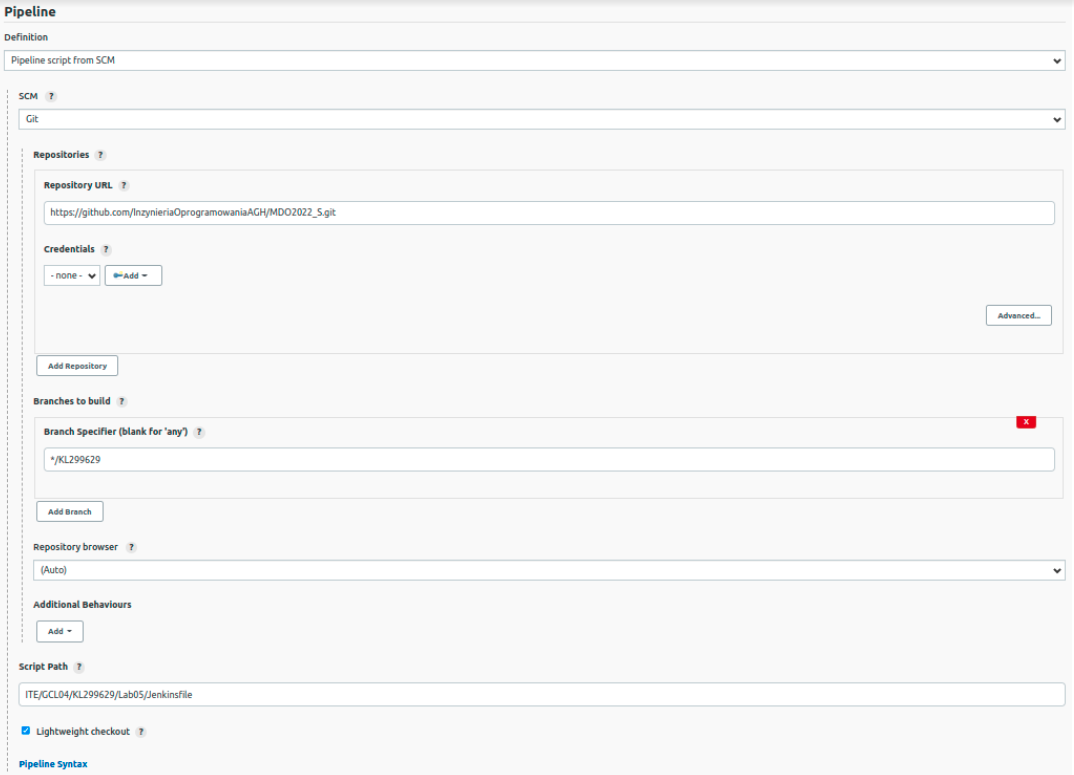 Pipeline
Definition
Pipeline script from SCM
SCM ?
Git
Repositories ?
Repository URL ?
https://github.com/InzynieriaOprogramowaniaAGH/MDO2022_S.git
Credentials ?
- none - Add
Advanced...
Add Repository
Branches to build ?
X
Branch Specifier (blank for 'any') ?
*/KL299629
Add Branch
Repository browser ?
(Auto)
Additional Behaviours
Add
Script Path ?
ITE/GCL04/KL299629/Lab05/Jenkinsfile
Lightweight checkout ?
Pipeline Syntax